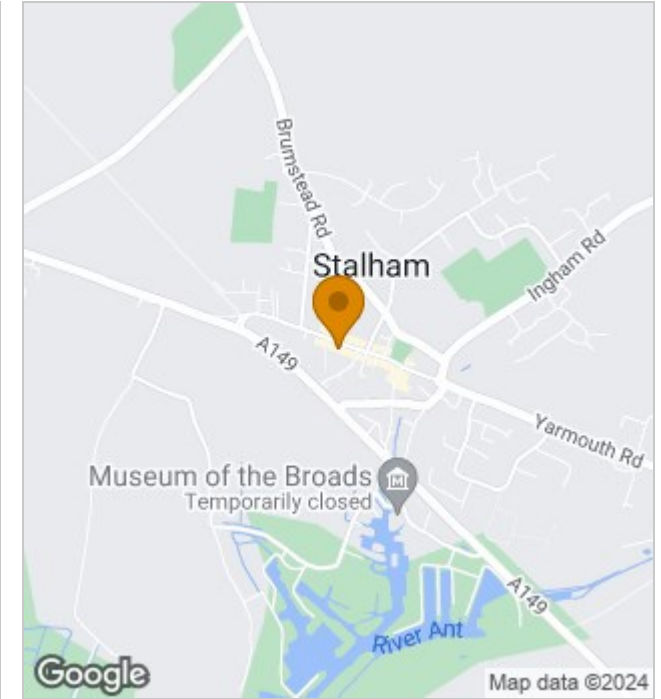 Brumstead Rd
Stalham
Ingham Rd
A149
Yarmouth Rd
Museum of the Broads
Temporarily closed
M
A149
River Ant
Google
Map data ©2024